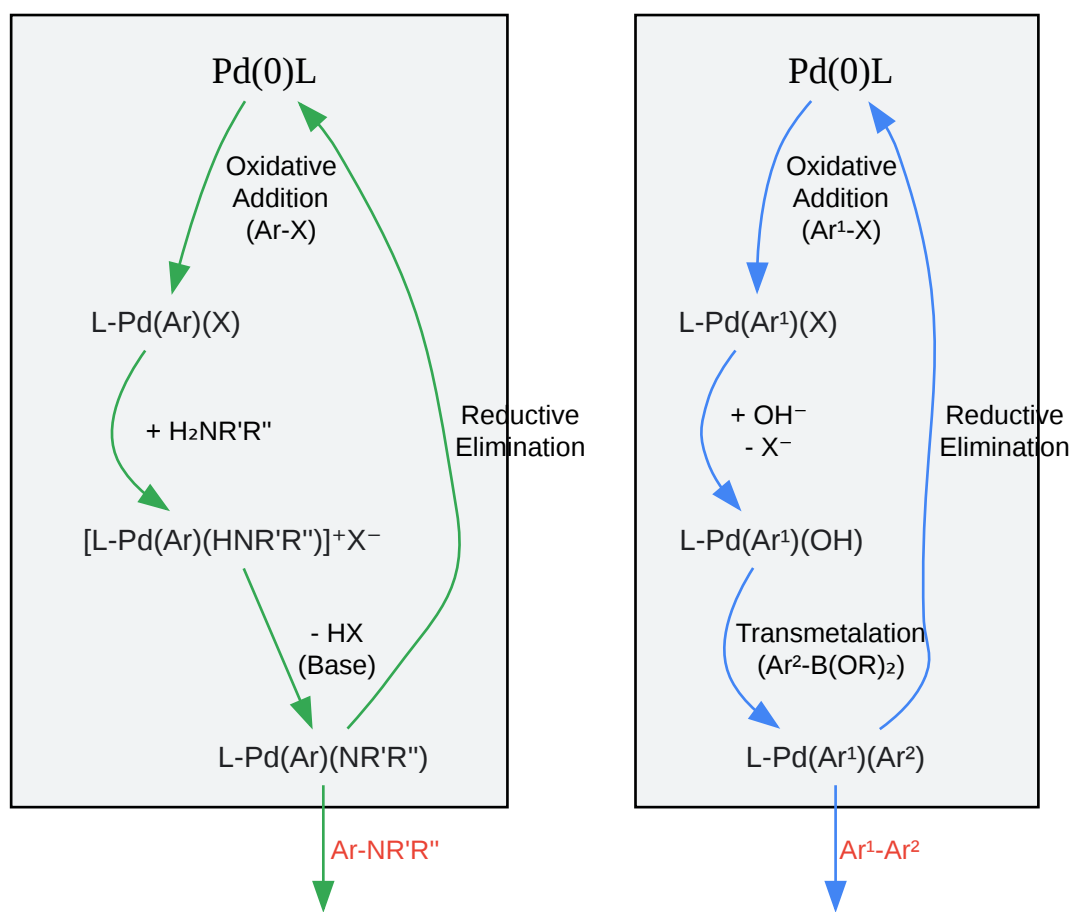 Pd(0)L
Oxidative
Addition
(Ar-X)
L-Pd(Ar)(X)
+ H₂NR'R"
Reductive
Elimination
[L-Pd(Ar)(HNR'R")]⁺X⁻
- HX
(Base)
L-Pd(Ar)(NR'R")
Ar-NR'R"
Pd(0)L
Oxidative
Addition
(Ar¹-X)
L-Pd(Ar¹)(X)
+ OH⁻
- X⁻
Reductive
Elimination
L-Pd(Ar¹)(OH)
Transmetalation
(Ar²-B(OR)₂)
L-Pd(Ar¹)(Ar²)
Ar¹-Ar²